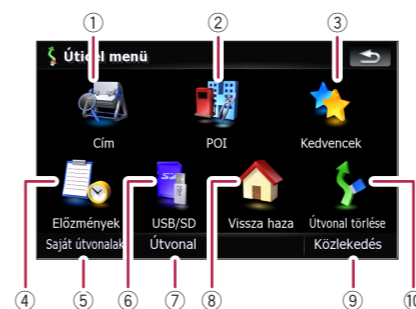 ① ② ③
Úticél menü
Cím POI Kedvencek
SD
Előzmények USB/SD Vissza haza Útvonal törlése
Saját útvonalak Útvonal Közlekedés
④ ⑤ ⑥ ⑦ ⑧ ⑨ ⑩